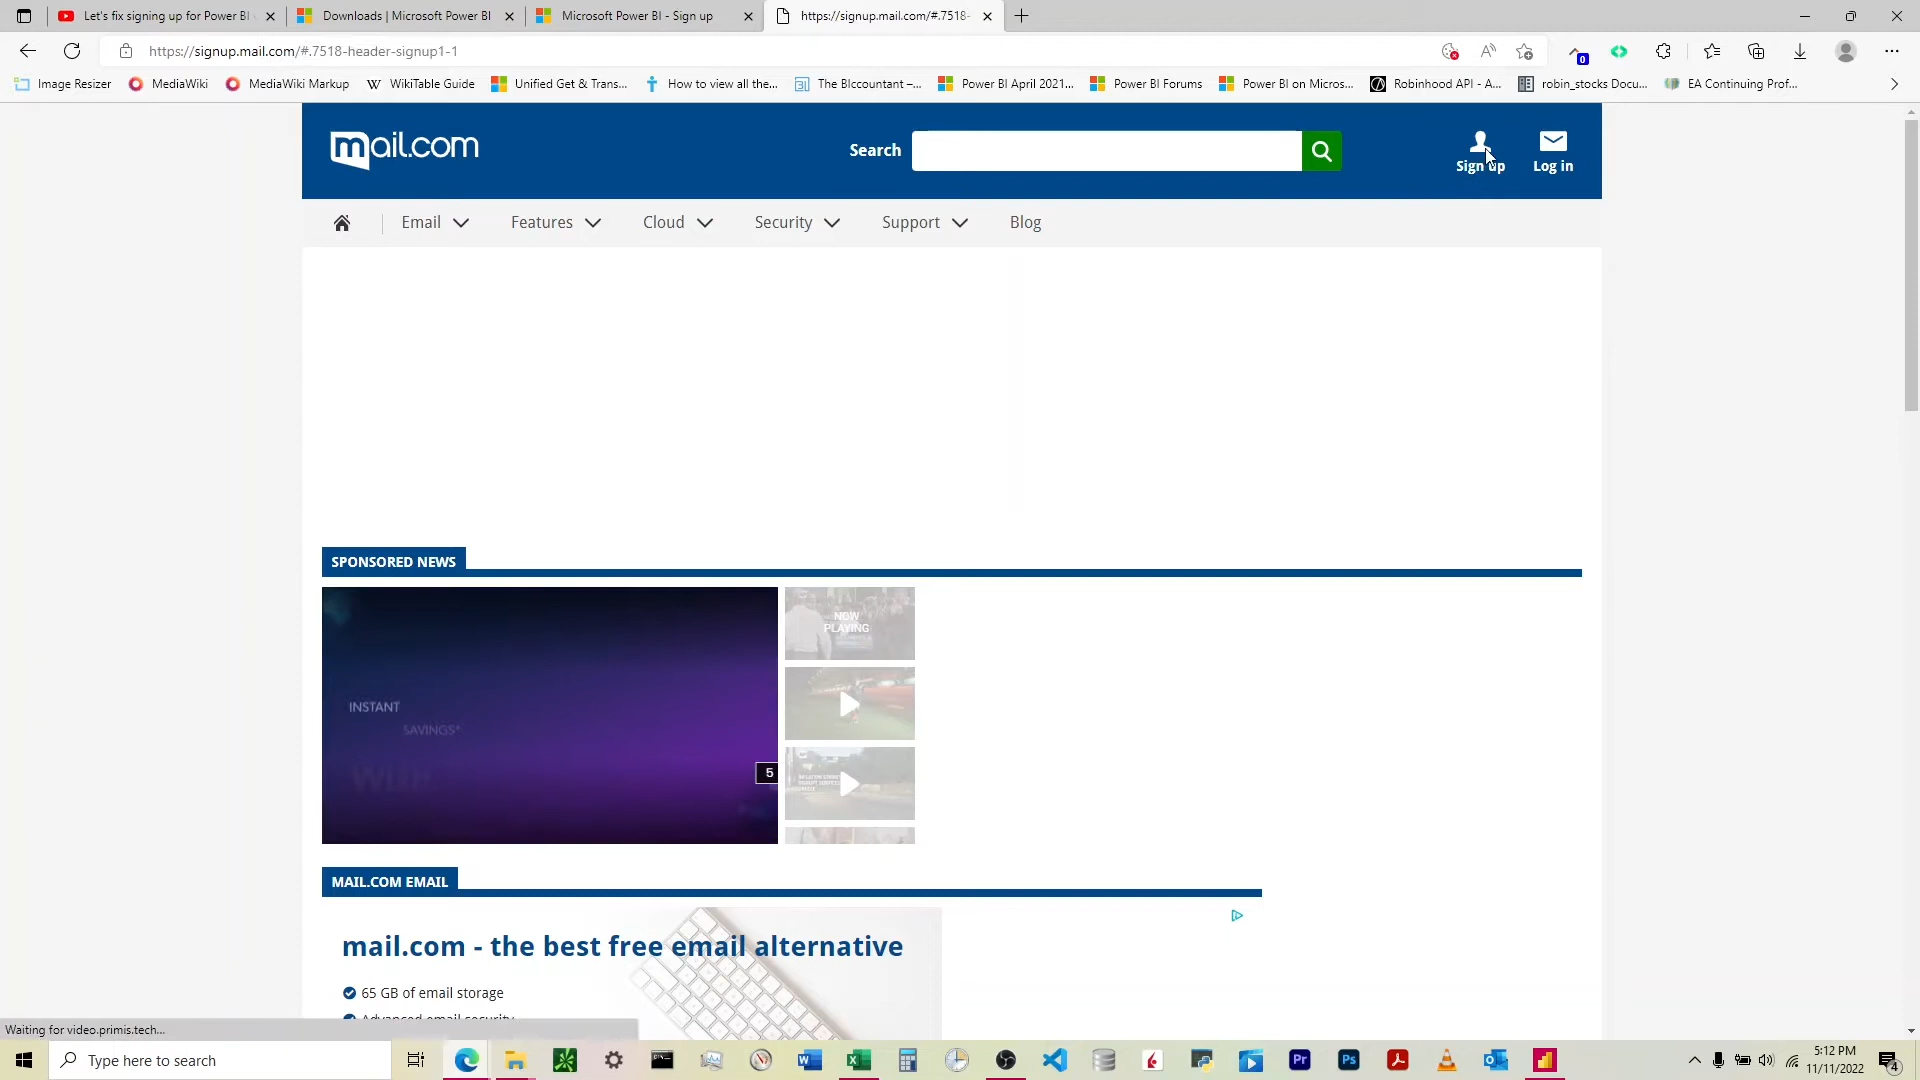 Let's fix signing up for Power BI
Downloads | Microsoft Power BI
Microsoft Power BI - Sign up
https://signup.mail.com/#.7518-
https://signup.mail.com/#.7518-header-signup1-1
0
Image Resizer
MediaWiki
MediaWiki Markup
WikiTable Guide
Unified Get & Trans...
How to view all the...
The BIccountant –...
Power BI April 2021...
Power BI Forums
Power BI on Micros...
Robinhood API - A...
robin_stocks Docu...
EA Continuing Prof...
mail.com
Search
Sign up
Log in
Email
Features
Cloud
Security
Support
Blog
SPONSORED NEWS
NOW
PLAYING
INSTANT
SAVINGS*
5
MAIL.COM EMAIL
mail.com - the best free email alternative
65 GB of email storage
Advanced email security
Waiting for video.primis.tech...
Type here to search
5:12 PM
11/11/2022
4